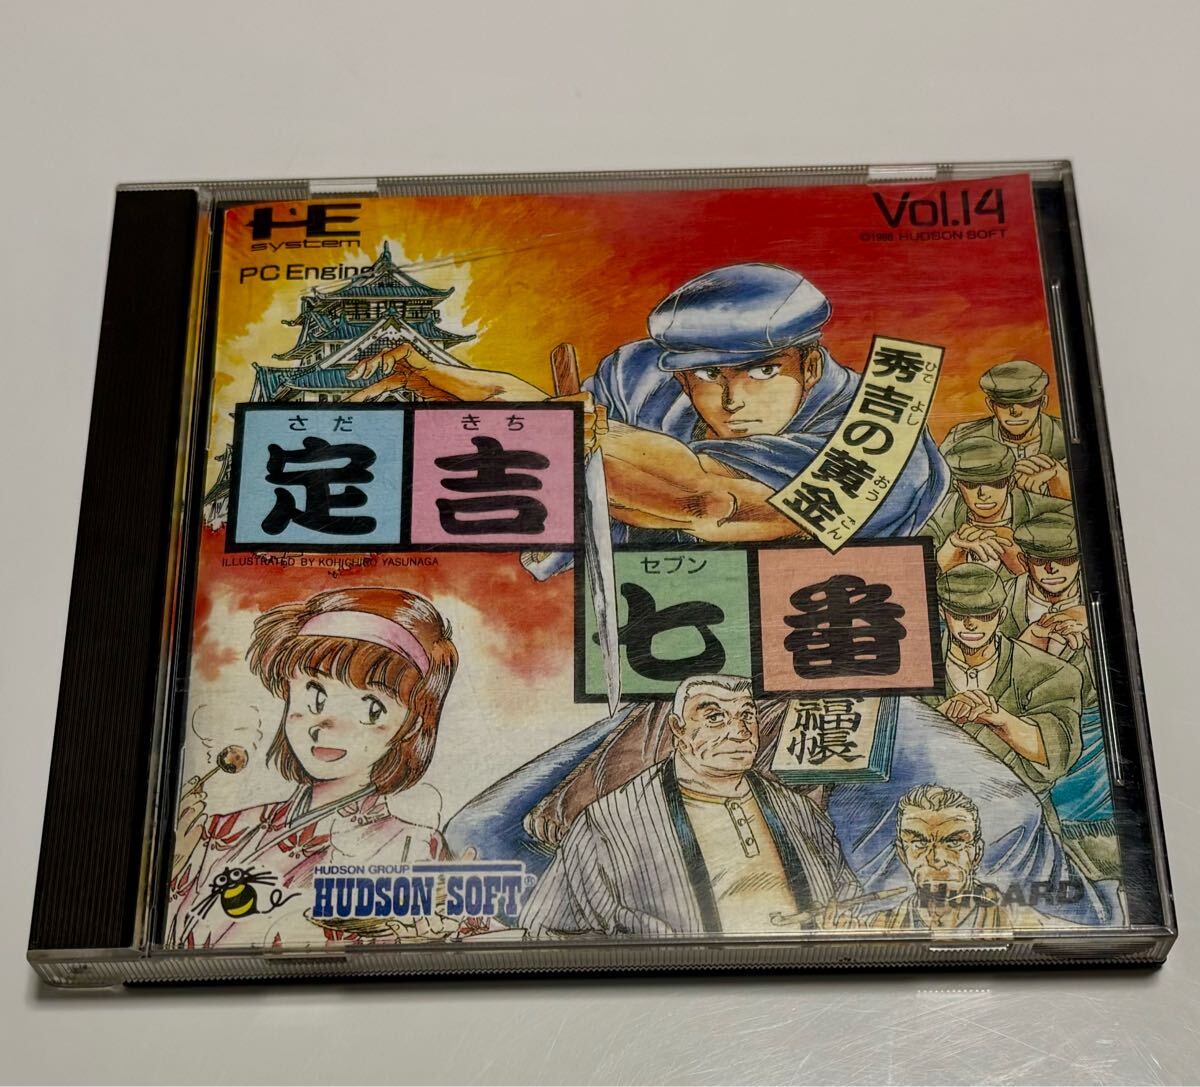 HE
system
PC Engine
Vol.14
©1988 HUDSON SOFT
秀吉の黄金
ひでよし おうごん
さだ きち
定吉
ILLUSTRATED BY KOHICHIRO YASUNAGA
セブン
七番
福帳
HUDSON GROUP
HUDSON SOFT
HuCARD